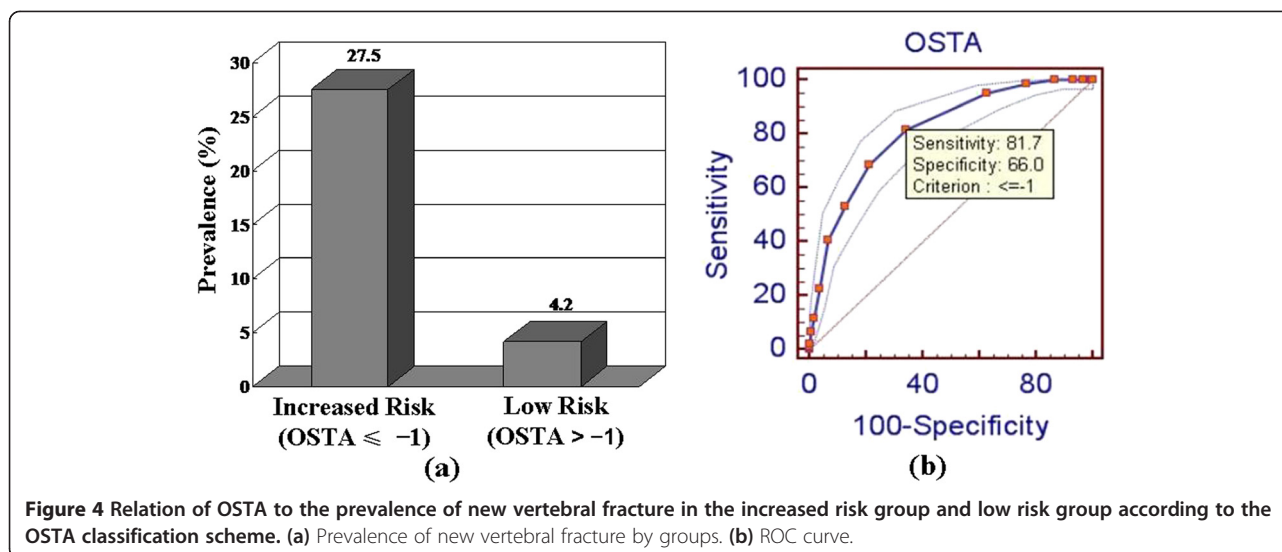 30
25
20
15
10
5
0
Prevalence (%)
27.5
4.2
Increased Risk
(OSTA ≤ −1)
Low Risk
(OSTA > −1)
(a)
OSTA
100
80
60
40
20
0
Sensitivity
Sensitivity: 81.7
Specificity: 66.0
Criterion : <=-1
0 40 80
100-Specificity
(b)
Figure 4 Relation of OSTA to the prevalence of new vertebral fracture in the increased risk group and low risk group according to the
OSTA classification scheme. (a) Prevalence of new vertebral fracture by groups. (b) ROC curve.